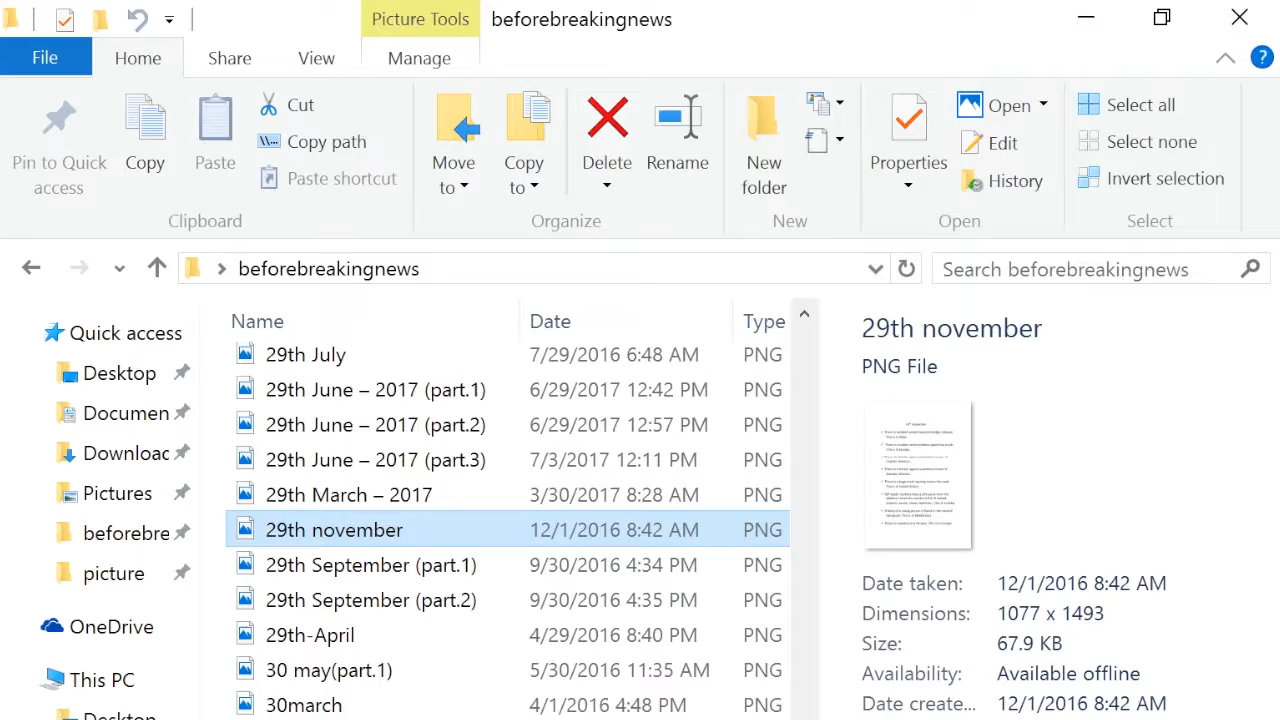 Picture Tools beforebreakingnews
File Home Share View Manage
Pin to Quick access
Copy
Paste
Cut
Copy path
Paste shortcut
Clipboard
Move to
Copy to
Delete
Rename
Organize
New folder
New
Properties
Open
Edit
History
Open
Select all
Select none
Invert selection
Select
beforebreakingnews
Search beforebreakingnews
Quick access
Desktop
Documen
Downloac
Pictures
beforebre
picture
OneDrive
This PC
Desktop
Name Date Type
29th July 7/29/2016 6:48 AM PNG
29th June – 2017 (part.1) 6/29/2017 12:42 PM PNG
29th June – 2017 (part.2) 6/29/2017 12:57 PM PNG
29th June – 2017 (part.3) 7/3/2017 12:11 PM PNG
29th March – 2017 3/30/2017 8:28 AM PNG
29th november 12/1/2016 8:42 AM PNG
29th September (part.1) 9/30/2016 4:34 PM PNG
29th September (part.2) 9/30/2016 4:35 PM PNG
29th-April 4/29/2016 8:40 PM PNG
30 may(part.1) 5/30/2016 11:35 AM PNG
30march 4/1/2016 4:48 PM PNG
29th november
PNG File
Date taken: 12/1/2016 8:42 AM
Dimensions: 1077 x 1493
Size: 67.9 KB
Availability: Available offline
Date create... 12/1/2016 8:42 AM